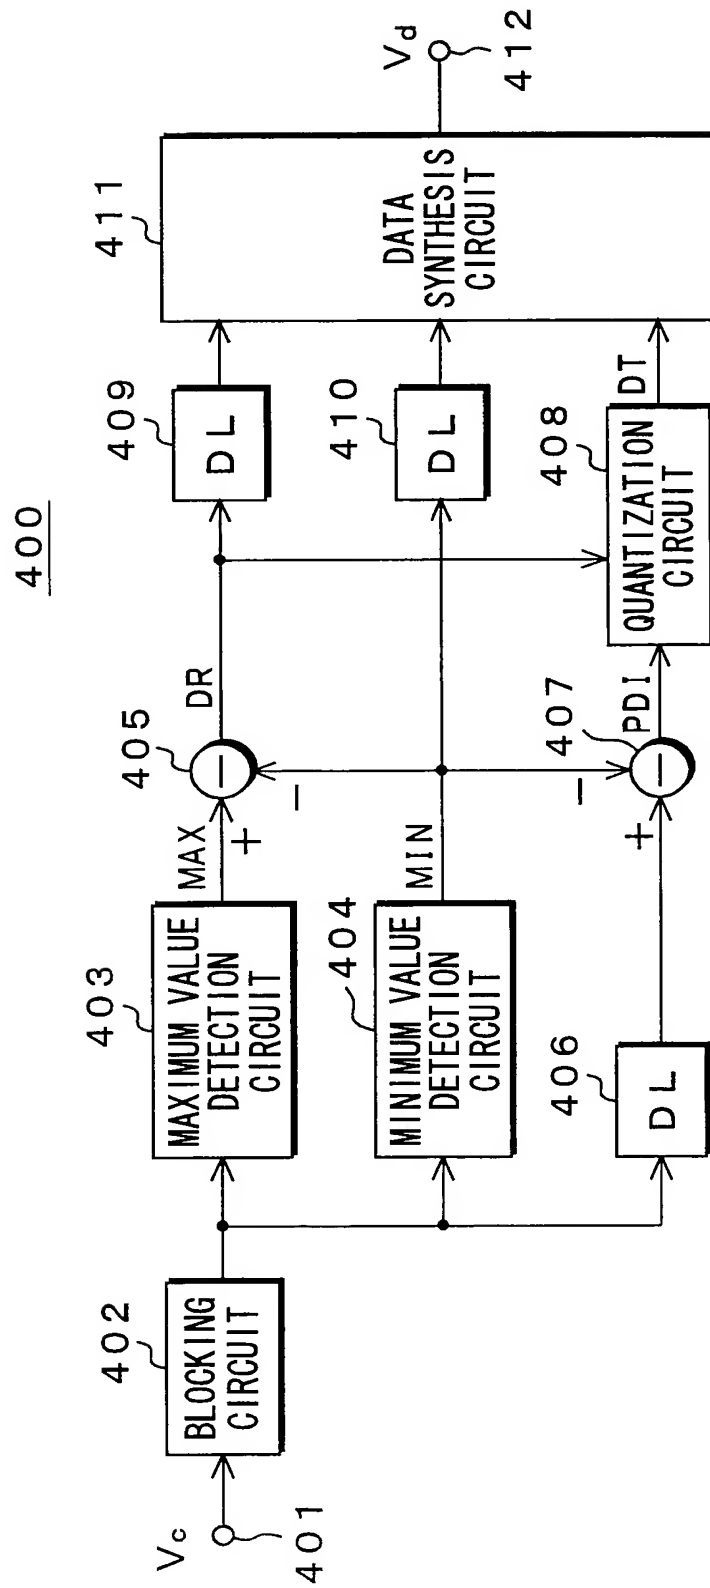 400
Vc
401
402
BLOCKING
CIRCUIT
403
MAXIMUM VALUE
DETECTION
CIRCUIT
MAX
+
−
405
−
DR
409
DL
411
DATA
SYNTHESIS
CIRCUIT
Vd
412
404
MINIMUM VALUE
DETECTION
CIRCUIT
MIN
410
DL
406
DL
+
−
407
−
PDI
408
QUANTIZATION
CIRCUIT
DT